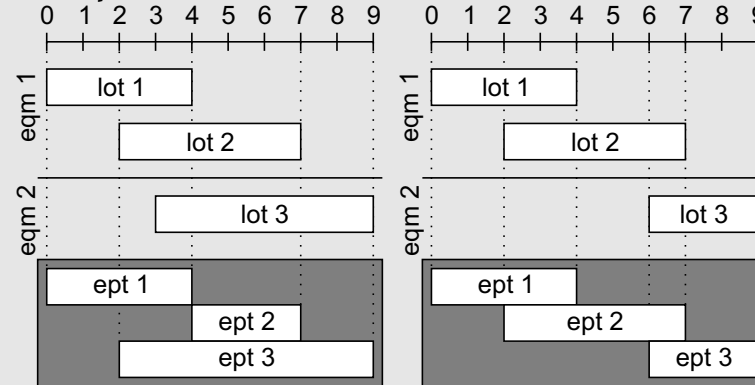 0 1 2 3 4 5 6 7 8 9
eqm 1
lot 1
lot 2
eqm 2
lot 3
ept 1
ept 2
ept 3
0 1 2 3 4 5 6 7 8
eqm 1
lot 1
lot 2
eqm 2
lot 3
ept 1
ept 2
ept 3